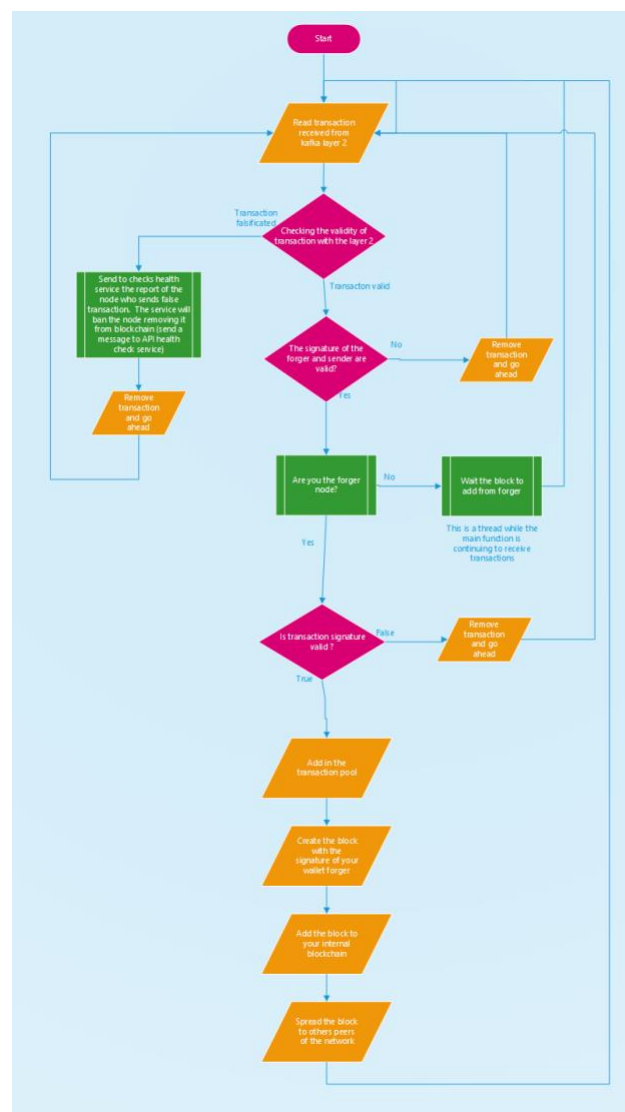 Start
Read transaction
received from
kafka layer 2
Transaction
falsificated
Checking the validity of
transaction with the layer 2
Send to checks health
service the report of the
node who sends false
transaction. The service will
ban the node removing it
from blockchain (send a
message to API health
check service)
Transacton valid
The signature of the
forger and sender are
valid?
No
Remove
transaction
and go
ahead
Remove
transaction
and go
ahead
Yes
Are you the forger
node?
No
Wait the block to
add from forger
This is a thread while the
main function is
continuing to receive
transactions
Yes
Is transaction signature
valid ?
False
Remove
transaction
and go
ahead
True
Add in the
transaction pool
Create the block
with the
signature of your
wallet forger
Add the block to
your internal
blockchain
Spread the block
to others peers
of the network